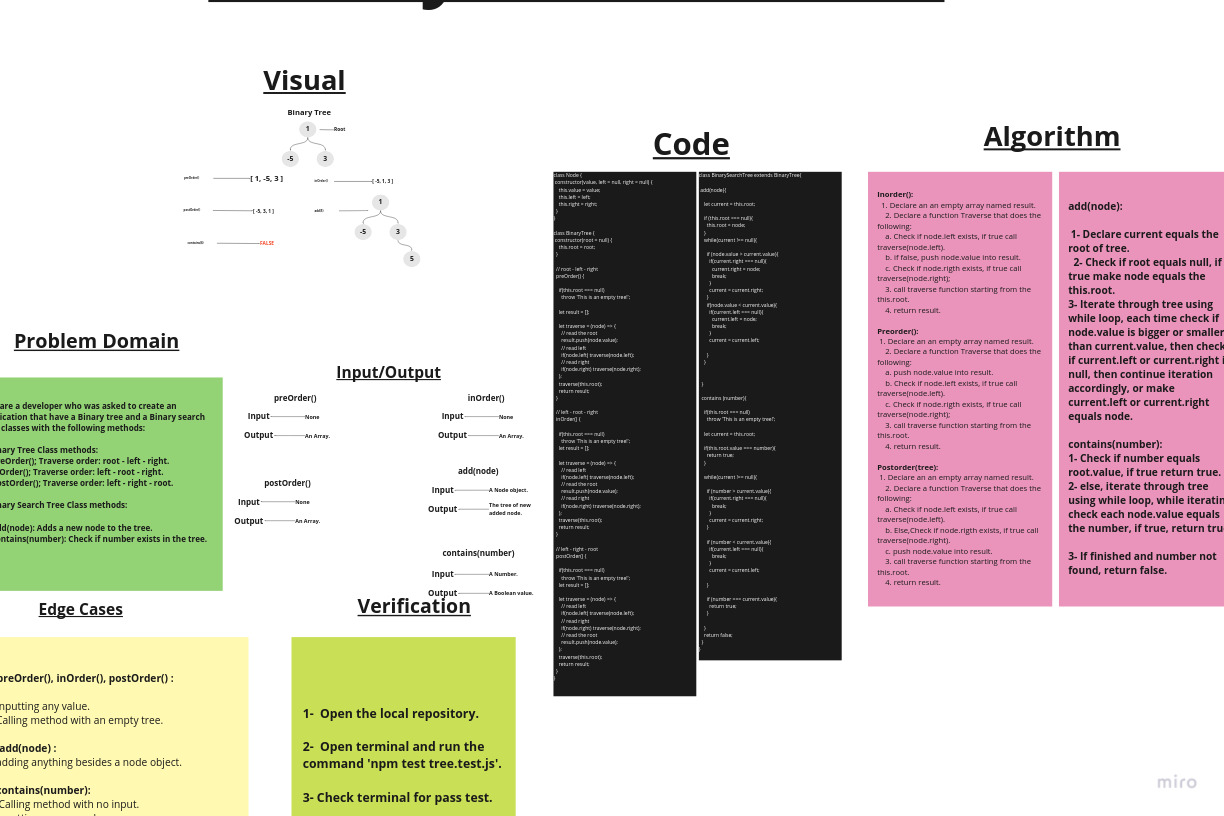 Visual
Binary Tree
1
Root
-5
3
preOrder()
[ 1, -5, 3 ]
inOrder()
[ -5, 1, 3 ]
postOrder()
[ -5, 3, 1 ]
add(5)
1
-5
3
5
FALSE
Problem Domain
are a developer who was asked to create an
ication that have a Binary tree and a Binary search
classes with the following methods:
nary Tree Class methods:
reOrder(); Traverse order: root - left - right.
Order(); Traverse order: left - root - right.
ostOrder(); Traverse order: left - right - root.
nary Search Tree Class methods:
dd(node): Adds a new node to the tree.
ontains(number): Check if number exists in the tree.
Input/Output
preOrder()
Input
None
Output
An Array.
inOrder()
Input
None
Output
An Array.
postOrder()
Input
None
Output
An Array.
add(node)
Input
A Node object.
Output
The tree of new
added node.
contains(number)
Input
A Number.
Output
A Boolean value.
Edge Cases
preOrder(), inOrder(), postOrder() :
nputting any value.
Calling method with an empty tree.
add(node) :
adding anything besides a node object.
contains(number):
Calling method with no input.
Verification
1- Open the local repository.
2- Open terminal and run the
command 'npm test tree.test.js'.
3- Check terminal for pass test.
Code
class Node {
constructor(value, left = null, right = null) {
this.value = value;
this.left = left;
this.right = right;
}
}
class BinaryTree {
constructor(root = null) {
this.root = root;
}
// root - left - right
preOrder() {
if(this.root === null)
throw 'This is an empty tree!';
let result = [];
let traverse = (node) => {
// read the root
result.push(node.value);
// read left
if(node.left) traverse(node.left);
// read right
if(node.right) traverse(node.right);
};
traverse(this.root);
return result;
}
// left - root - right
inOrder() {
if(this.root === null)
throw 'This is an empty tree!';
let result = [];
let traverse = (node) => {
// read left
if(node.left) traverse(node.left);
// read the root
result.push(node.value);
// read right
if(node.right) traverse(node.right);
};
traverse(this.root);
return result;
}
// left - right - root
postOrder() {
if(this.root === null)
throw 'This is an empty tree!';
let result = [];
let traverse = (node) => {
// read left
if(node.left) traverse(node.left);
// read right
if(node.right) traverse(node.right);
// read the root
result.push(node.value);
};
traverse(this.root);
return result;
}
}
class BinarySearchTree extends BinaryTree{
add(node){
let current = this.root;
if (this.root === null){
this.root = node;
}
while(current !== null){
if (node.value > current.value){
if(current.right === null){
current.right = node;
break;
}
current = current.right;
}
if(node.value < current.value){
if(current.left === null){
current.left = node;
break;
}
current = current.left;
}
}
}
contains (number){
if(this.root === null)
throw 'This is an empty tree!';
let current = this.root;
if(this.root.value === number){
return true;
}
while(current !== null){
if (number > current.value){
if(current.right === null){
break;
}
current = current.right;
}
if (number < current.value){
if(current.left === null){
break;
}
current = current.left;
}
if (number === current.value){
return true;
}
}
return false;
}
}
Algorithm
Inorder():
1. Declare an an empty array named result.
2. Declare a function Traverse that does the
following:
a. Check if node.left exists, if true call
traverse(node.left).
b. if false, push node.value into result.
c. Check if node.rigth exists, if true call
traverse(node.right);
3. call traverse function starting from the
this.root.
4. return result.
Preorder():
1. Declare an an empty array named result.
2. Declare a function Traverse that does the
following:
a. push node.value into result.
b. Check if node.left exists, if true call
traverse(node.left).
c. Check if node.rigth exists, if true call
traverse(node.right);
3. call traverse function starting from the
this.root.
4. return result.
Postorder(tree):
1. Declare an an empty array named result.
2. Declare a function Traverse that does the
following:
a. Check if node.left exists, if true call
traverse(node.left).
b. Else,Check if node.rigth exists, if true call
traverse(node.right).
c. push node.value into result.
3. call traverse function starting from the
this.root.
4. return result.
add(node):
1- Declare current equals the
root of tree.
2- Check if root equals null, if
true make node equals the
this.root.
3- Iterate through tree using
while loop, each time check if
node.value is bigger or smaller
than current.value, then check
if current.left or current.right i
null, then continue iteration
accordingly, or make
current.left or current.right
equals node.
contains(number):
1- Check if number equals
root.value, if true return true.
2- else, iterate through tree
using while loop, while iteratin
check each node.value equals
the number, if true, return tru
3- If finished and number not
found, return false.
miro